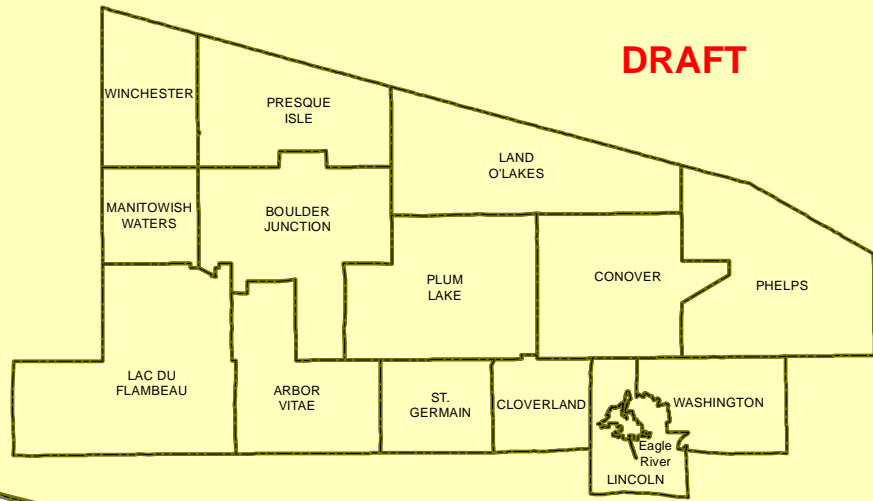 DRAFT
WINCHESTER
PRESQUE
ISLE
LAND
O'LAKES
MANITOWISH
WATERS
BOULDER
JUNCTION
PLUM
LAKE
CONOVER
PHELPS
LAC DU
FLAMBEAU
ARBOR
VITAE
ST.
GERMAIN
CLOVERLAND
WASHINGTON
Eagle
River
LINCOLN